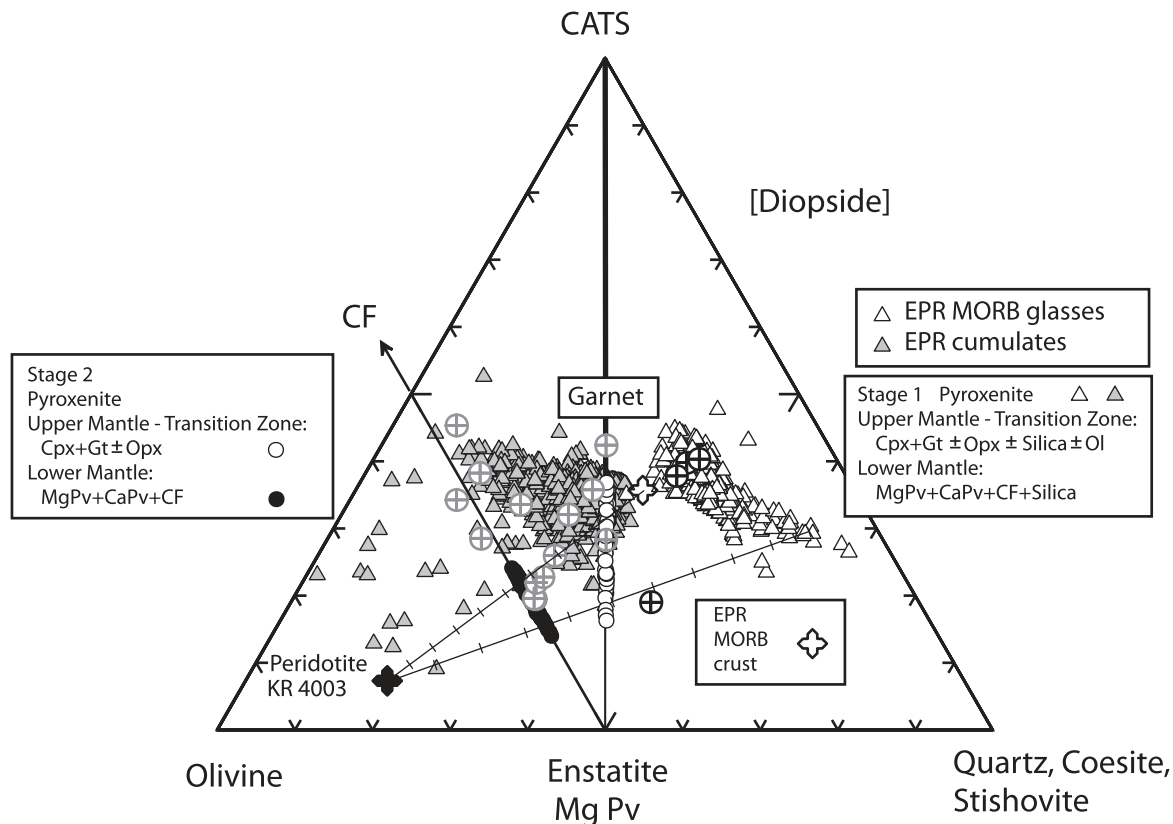 CATS
[Diopside]
CF
EPR MORB glasses
EPR cumulates
Stage 2
Pyroxenite
Upper Mantle - Transition Zone:
Cpx+Gt ± Opx
Lower Mantle:
MgPv+CaPv+CF
Garnet
Stage 1 Pyroxenite
Upper Mantle - Transition Zone:
Cpx+Gt ± Opx ± Silica ± Ol
Lower Mantle:
MgPv+CaPv+CF+Silica
EPR
MORB
crust
Peridotite
KR 4003
Olivine
Enstatite
Mg Pv
Quartz, Coesite,
Stishovite